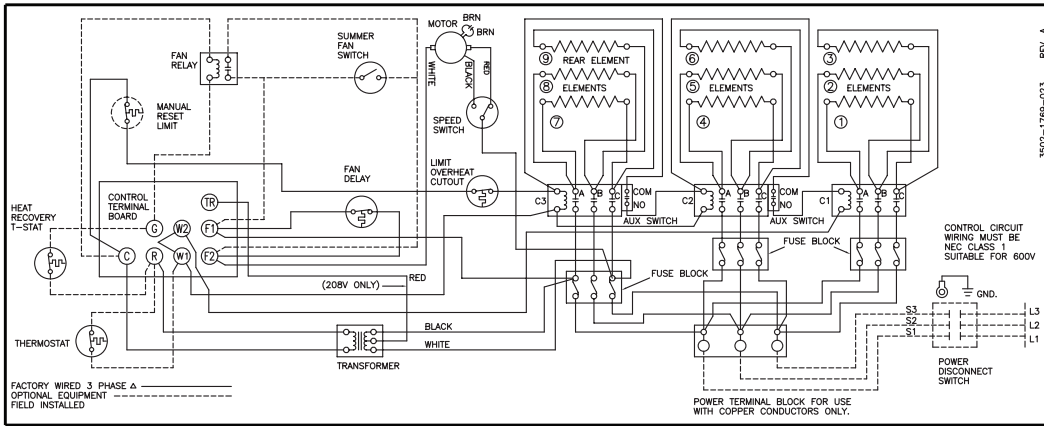 MOTOR
BRN
BRN
FAN
RELAY
SUMMER
FAN
SWITCH
WHITE
BLACK
RED
MANUAL
RESET
LIMIT
SPEED
SWITCH
FAN
DELAY
LIMIT
OVERHEAT
CUTOUT
⑨ REAR ELEMENT
⑧ ELEMENTS
⑦
⑥
⑤ ELEMENTS
④
③
② ELEMENTS
①
C3
A
B
C
COM
NO
AUX SWITCH
C2
A
B
C
COM
NO
AUX SWITCH
C1
A
B
C
HEAT
RECOVERY
T-STAT
CONTROL
TERMINAL
BOARD
TR
G
W2
F1
C
R
W1
F2
RED
(208V ONLY)
FUSE BLOCK
FUSE BLOCK
CONTROL CIRCUIT
WIRING MUST BE
NEC CLASS 1
SUITABLE FOR 600V
GND.
S3
S2
S1
L3
L2
L1
POWER
DISCONNECT
SWITCH
THERMOSTAT
BLACK
WHITE
TRANSFORMER
FACTORY WIRED 3 PHASE Δ
OPTIONAL EQUIPMENT
FIELD INSTALLED
POWER TERMINAL BLOCK FOR USE
WITH COPPER CONDUCTORS ONLY.
3502-1769-023 REV. A